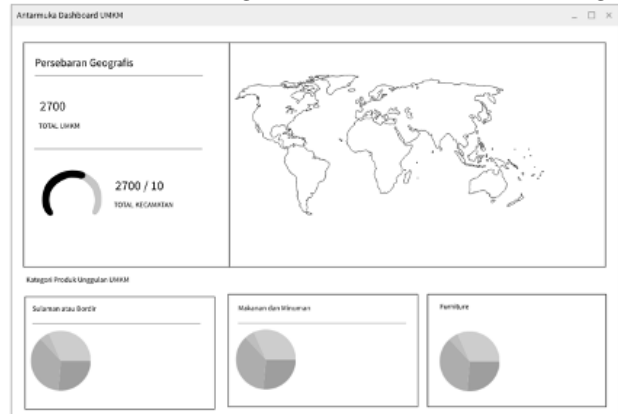 Antarmuka Dashboard UMKM
Persebaran Geografis
2700
TOTAL UMKM
2700 / 10
TOTAL KECAMATAN
Kategori Produk Unggulan UMKM
Sulaman atau Bordir
Makanan dan Minuman
Furniture